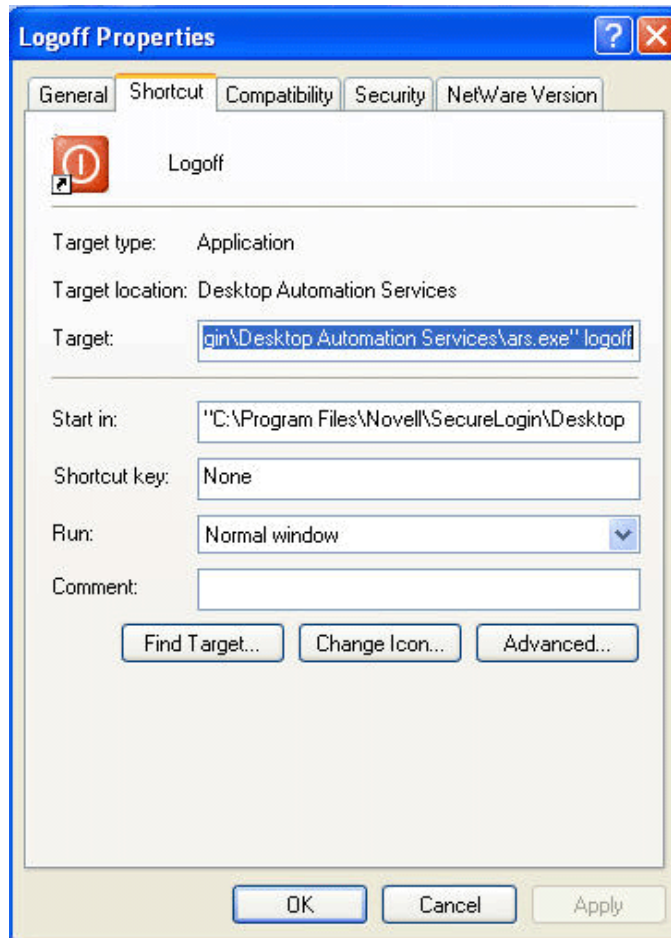 Logoff Properties
General Shortcut Compatibility Security NetWare Version
Logoff
Target type: Application
Target location: Desktop Automation Services
Target: gin\Desktop Automation Services\ars.exe" logoff
Start in: "C:\Program Files\Novell\SecureLogin\Desktop
Shortcut key: None
Run: Normal window
Comment:
Find Target... Change Icon... Advanced...
OK Cancel Apply